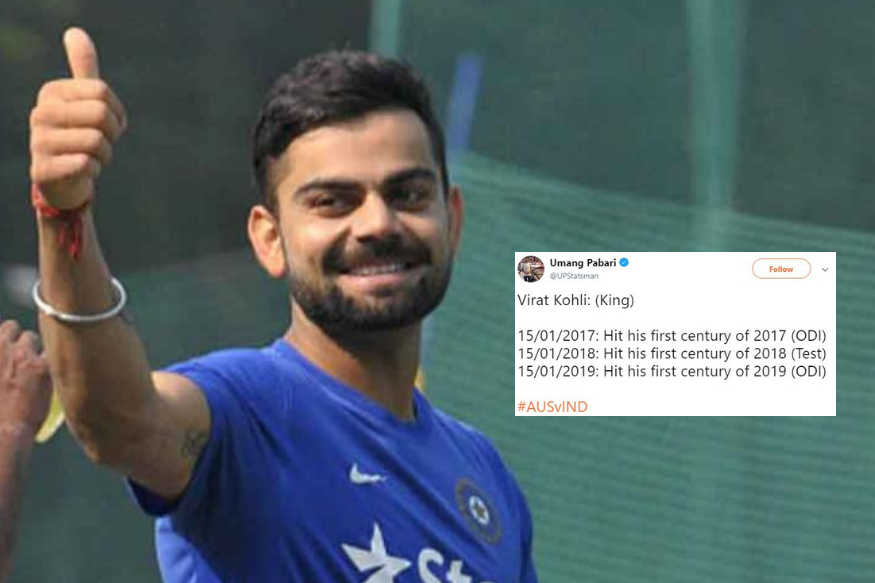 Umang Pabari
@UPStatsman
Follow
Virat Kohli: (King)
15/01/2017: Hit his first century of 2017 (ODI)
15/01/2018: Hit his first century of 2018 (Test)
15/01/2019: Hit his first century of 2019 (ODI)
#AUSvIND